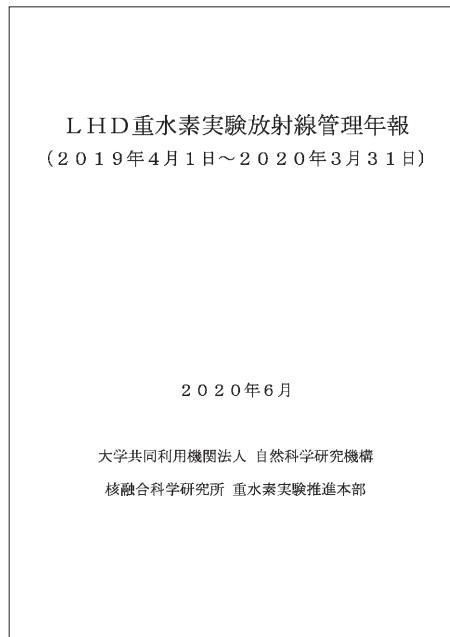 ＬＨＤ重水素実験放射線管理年報
（２０１９年４月１日～２０２０年３月３１日）
２０２０年６月
大学共同利用機関法人 自然科学研究機構
核融合科学研究所 重水素実験推進本部